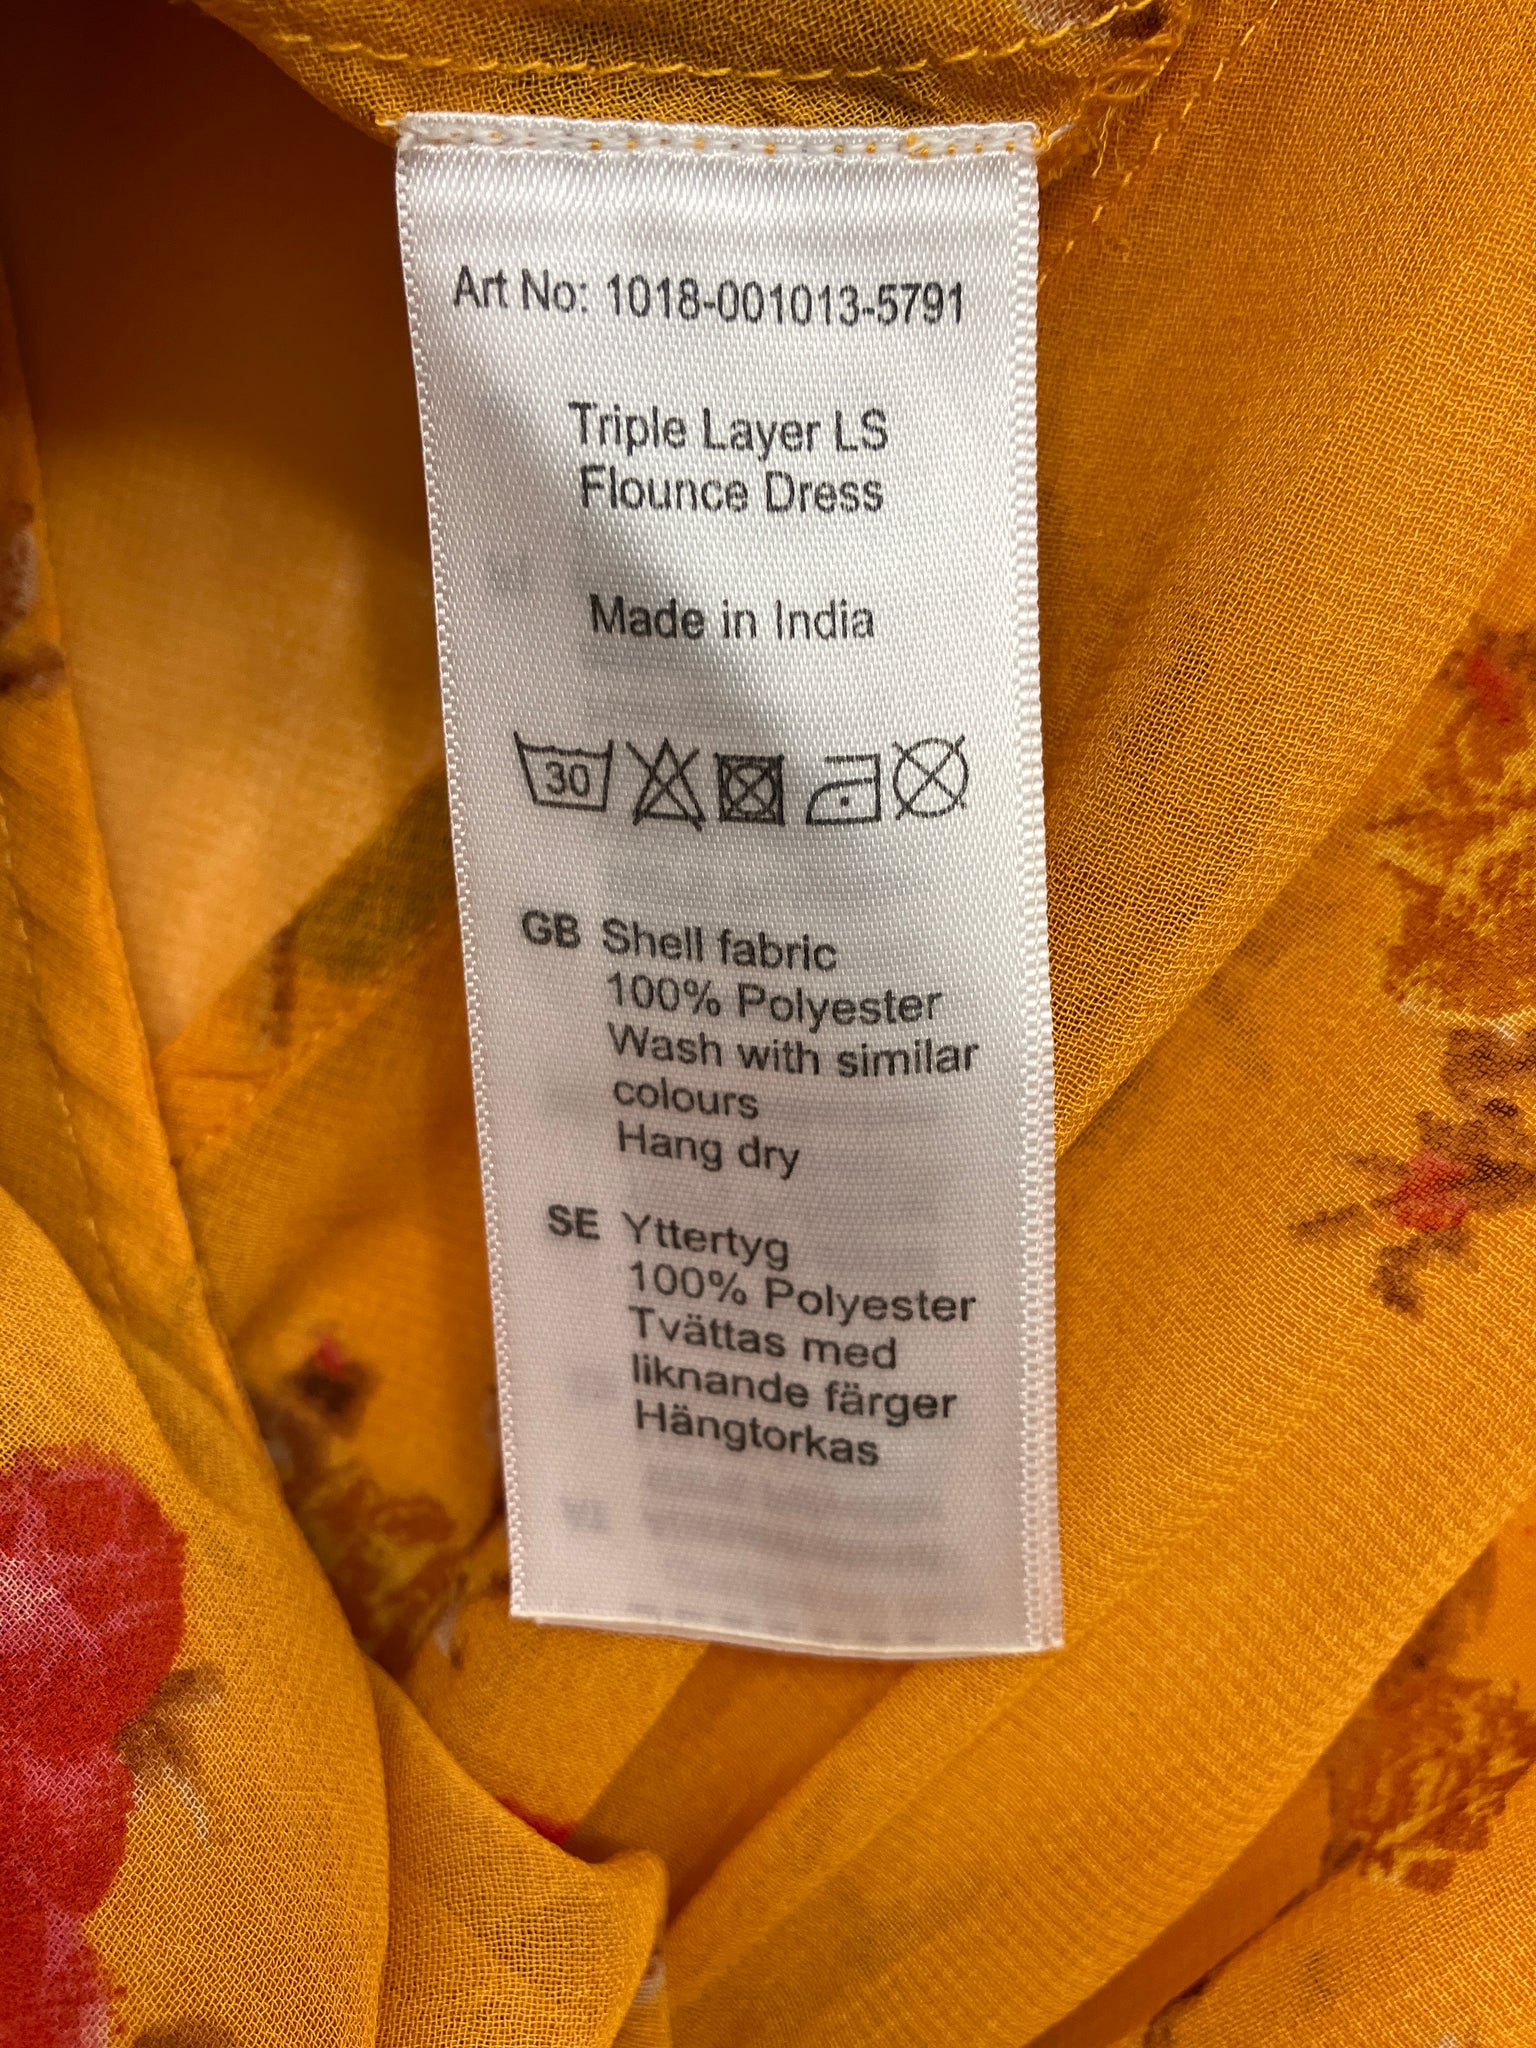 Art No: 1018-001013-5791
Triple Layer LS
Flounce Dress
Made in India
30
GB Shell fabric
100% Polyester
Wash with similar
colours
Hang dry
SE Yttertyg
100% Polyester
Tvättas med
liknande färger
Hängtorkas